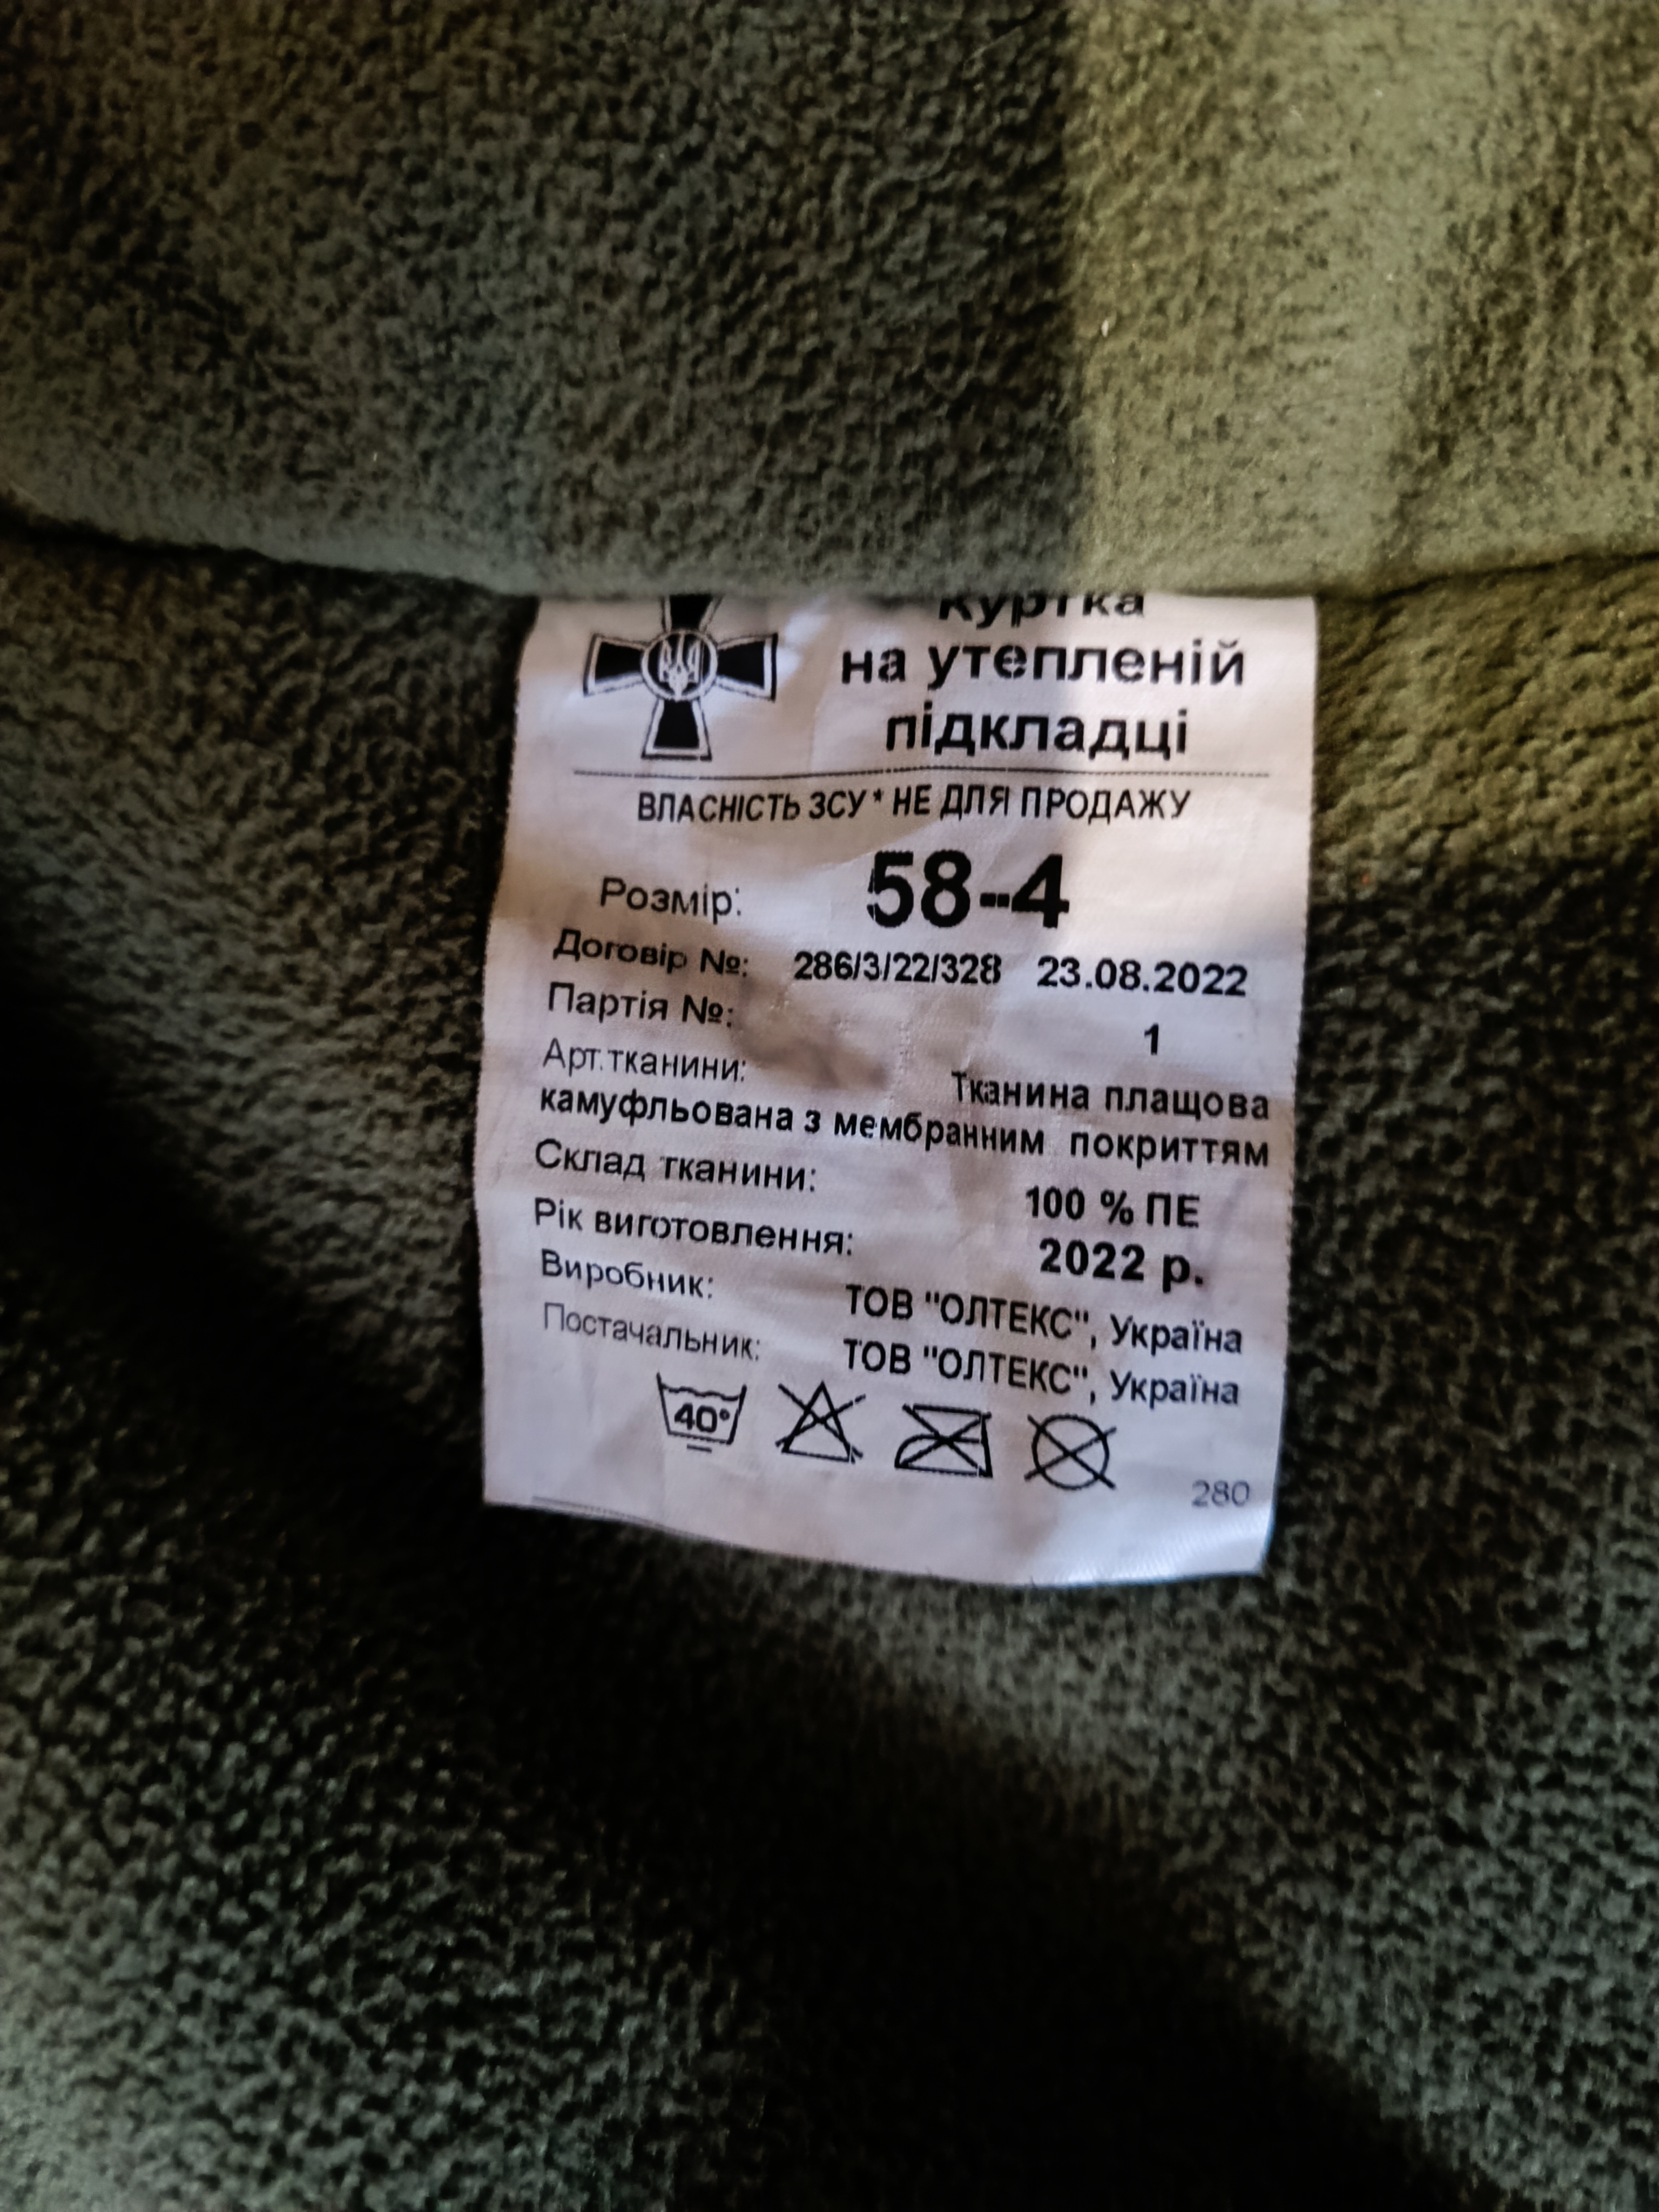 Куртка
на утепленій
підкладці
ВЛАСНІСТЬ ЗСУ * НЕ ДЛЯ ПРОДАЖУ
Розмір: 58-4
Договір №: 286/3/22/328 23.08.2022
Партія №: 1
Арт.тканини: Тканина плащова
камуфльована з мембранним покриттям
Склад тканини: 100 % ПЕ
Рік виготовлення: 2022 р.
Виробник: ТОВ "ОЛТЕКС", Україна
Постачальник: ТОВ "ОЛТЕКС", Україна
40°
280